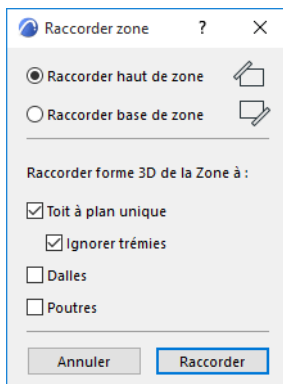 Raccorder zone ?
Raccorder haut de zone
Raccorder base de zone
Raccorder forme 3D de la Zone à :
Toit à plan unique
Ignorer trémies
Dalles
Poutres
Annuler Raccorder